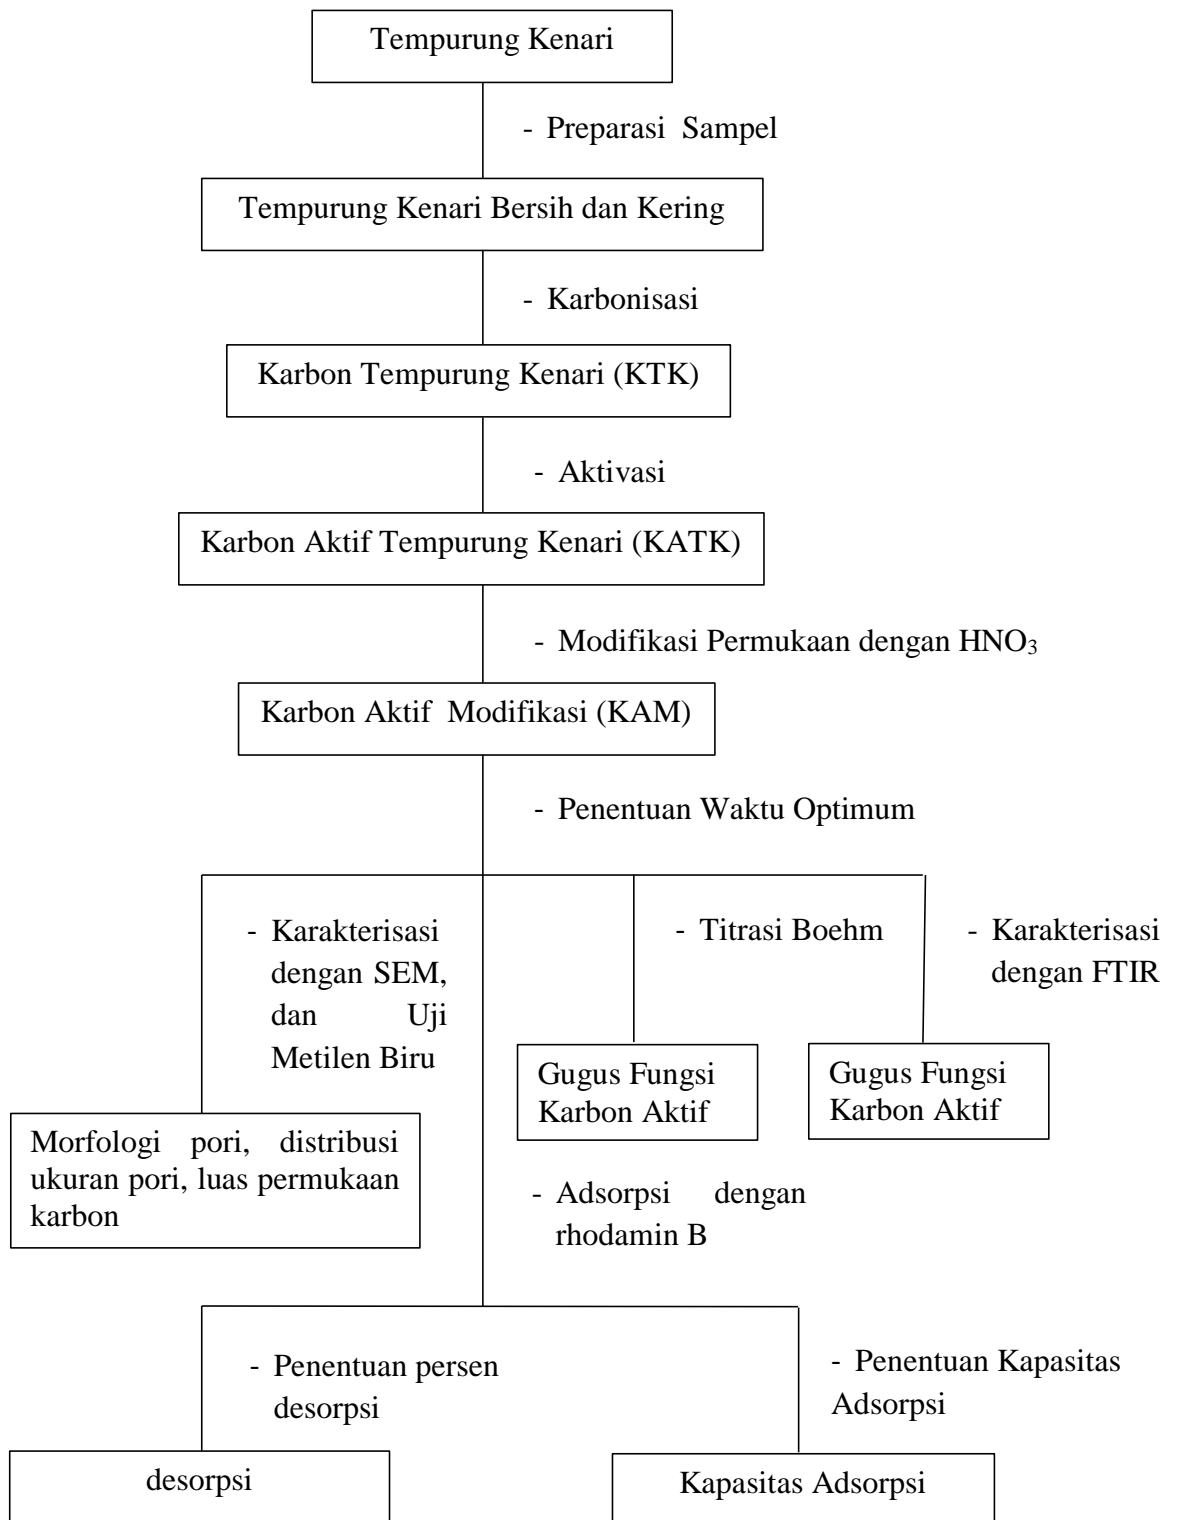 Tempurung Kenari
- Preparasi Sampel
Tempurung Kenari Bersih dan Kering
- Karbonisasi
Karbon Tempurung Kenari (KTK)
- Aktivasi
Karbon Aktif Tempurung Kenari (KATK)
- Modifikasi Permukaan dengan HNO₃
Karbon Aktif Modifikasi (KAM)
- Penentuan Waktu Optimum
- Karakterisasi
dengan SEM,
dan Uji
Metilen Biru
- Titrasi Boehm
- Karakterisasi
dengan FTIR
Morfologi pori, distribusi
ukuran pori, luas permukaan
karbon
Gugus Fungsi
Karbon Aktif
Gugus Fungsi
Karbon Aktif
- Adsorpsi dengan
rhodamin B
- Penentuan persen
desorpsi
- Penentuan Kapasitas
Adsorpsi
desorpsi
Kapasitas Adsorpsi